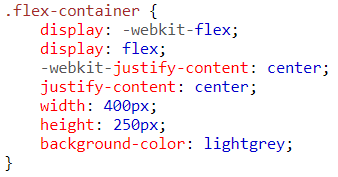 .flex-container {
    display: -webkit-flex;
    display: flex;
    -webkit-justify-content: center;
    justify-content: center;
    width: 400px;
    height: 250px;
    background-color: lightgrey;
}